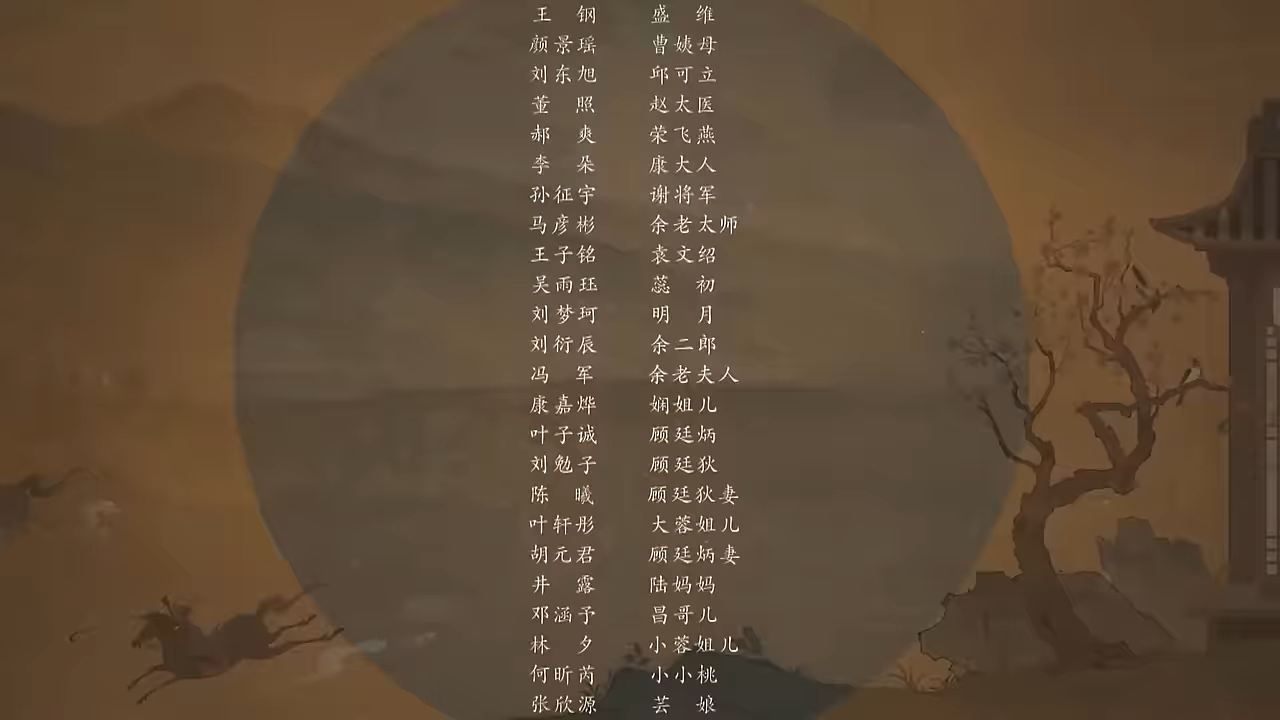 王钢 盛维
颜景瑶 曹姨母
刘东旭 邱可立
董照 赵太医
郝爽 荣飞燕
李朵 康大人
孙征宇 谢将军
马彦彬 余老太师
王子铭 袁文绍
吴雨珏 蕊初
刘梦珂 明月
刘衍辰 余二郎
冯军 余老夫人
康嘉烨 娴姐儿
叶子诚 顾廷炳
刘勉子 顾廷狄
陈曦 顾廷狄妻
叶轩彤 大蓉姐儿
胡元君 顾廷炳妻
井露 陆妈妈
邓涵予 昌哥儿
林夕 小蓉姐儿
何昕芮 小小桃
张欣源 芸娘